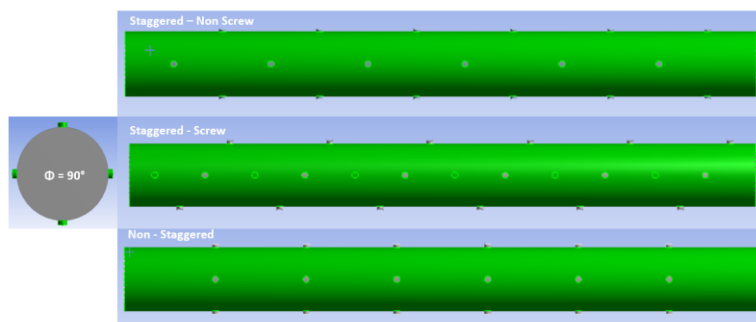 Staggered – Non Screw
Staggered - Screw
Φ = 90°
Non - Staggered